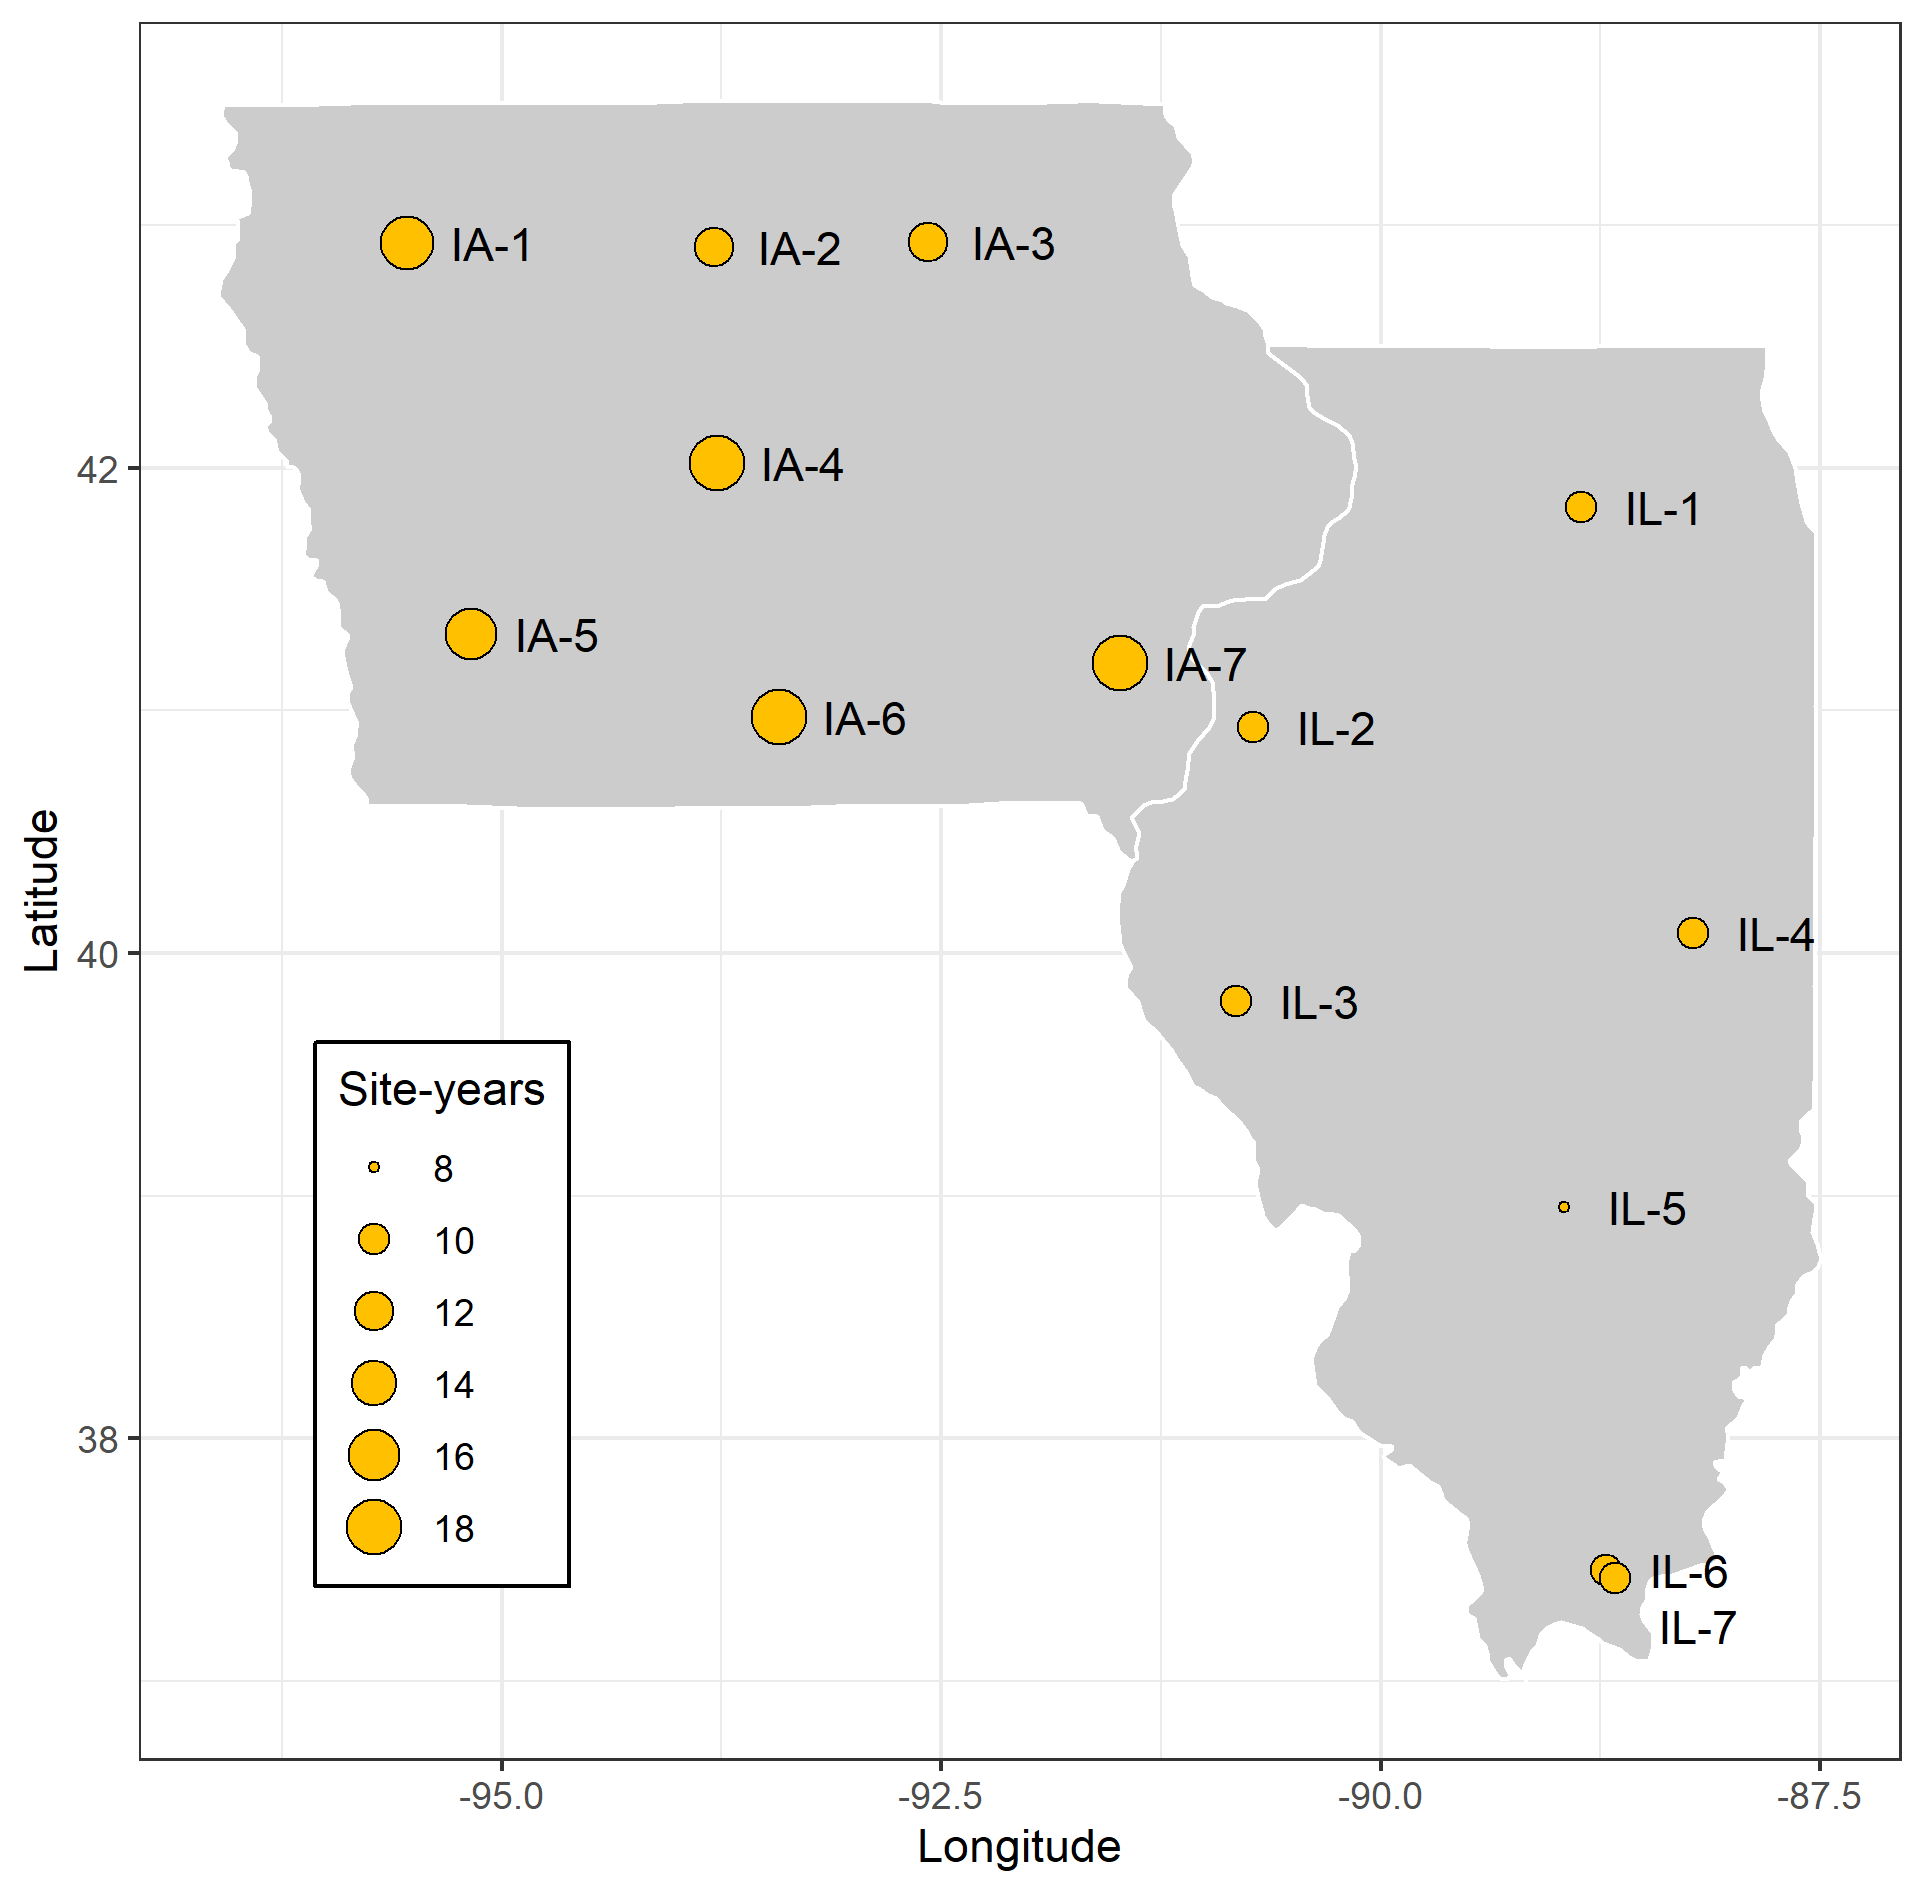 IA-1
IA-2
IA-3
42
IA-4
IL-1
IA-5
IA-7
IA-6
IL-2
Latitude
40
IL-4
IL-3
Site-years
8
10
12
14
16
18
IL-5
38
IL-6
IL-7
-95.0
-92.5
-90.0
-87.5
Longitude